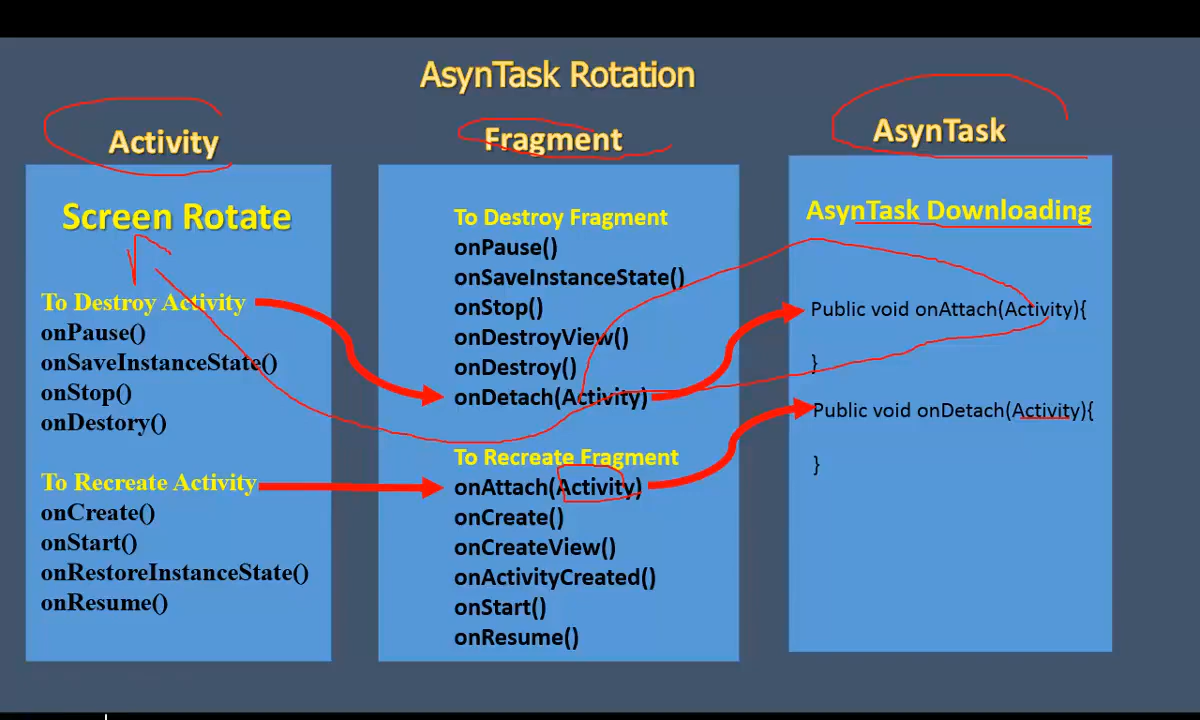 AsynTask Rotation
Activity
Screen Rotate
To Destroy Activity
onPause()
onSaveInstanceState()
onStop()
onDestory()
To Recreate Activity
onCreate()
onStart()
onRestoreInstanceState()
onResume()
Fragment
To Destroy Fragment
onPause()
onSaveInstanceState()
onStop()
onDestroyView()
onDestroy()
onDetach(Activity)
To Recreate Fragment
onAttach(Activity)
onCreate()
onCreateView()
onActivityCreated()
onStart()
onResume()
AsynTask
AsynTask Downloading
Public void onAttach(Activity){
}
Public void onDetach(Activity){
}